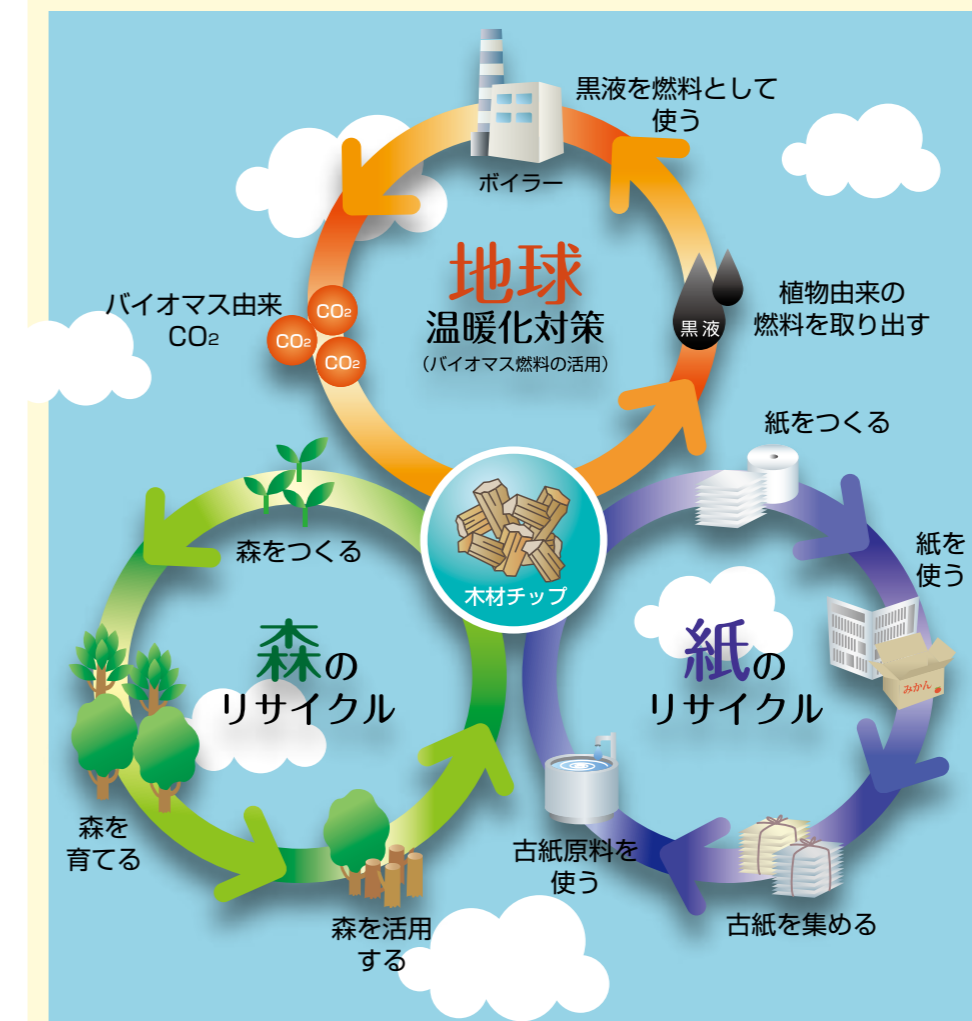 黒液を燃料として
使う
ボイラー
地球
温暖化対策
(バイオマス燃料の活用)
バイオマス由来
CO2
CO2
CO2
CO2
黒液
植物由来の
燃料を取り出す
紙をつくる
紙を
使う
みかん
木材チップ
森をつくる
森の
リサイクル
紙の
リサイクル
森を
育てる
森を活用
する
古紙原料を
使う
古紙を集める